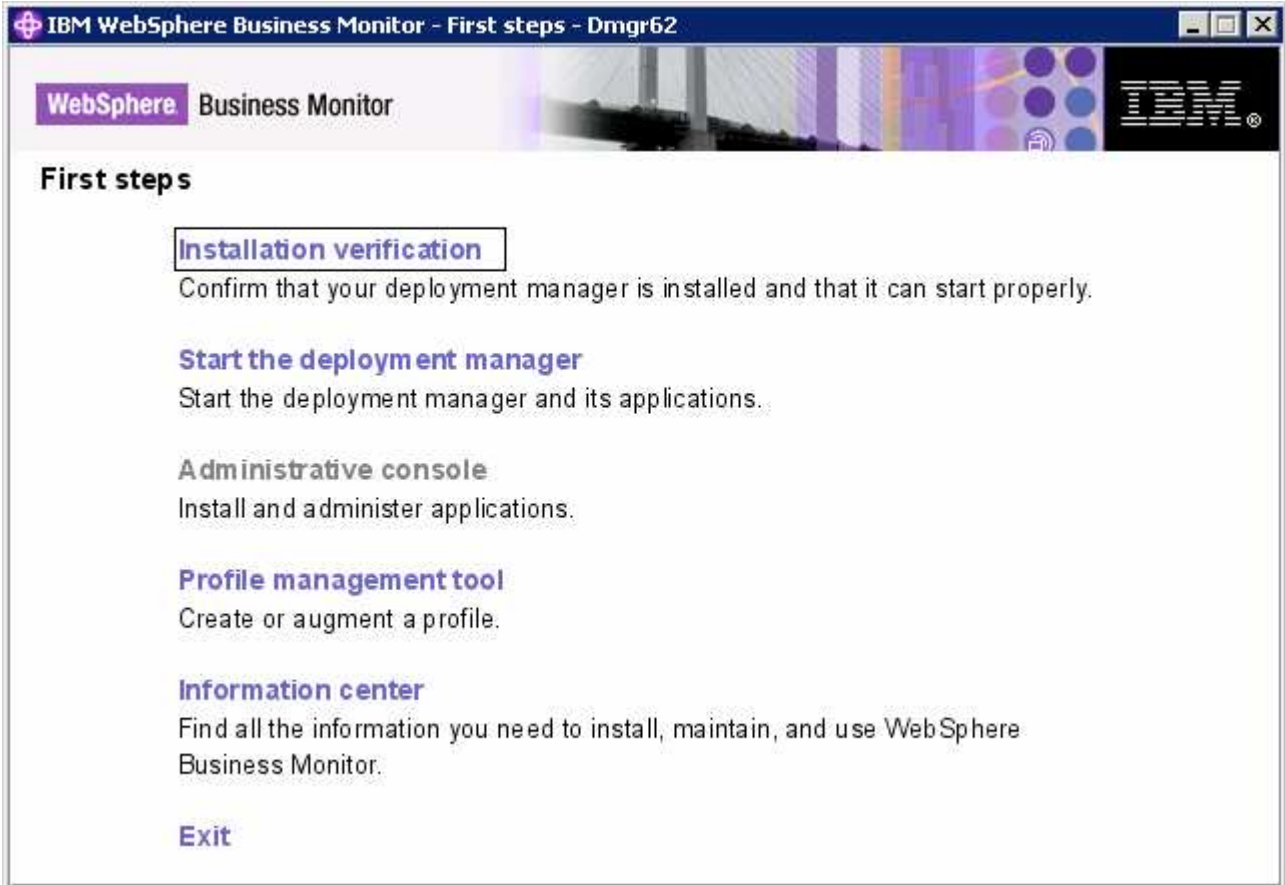 IBM WebSphere Business Monitor - First steps - Dmgr62
WebSphere Business Monitor
IBM®
First steps
Installation verification
Confirm that your deployment manager is installed and that it can start properly.
Start the deployment manager
Start the deployment manager and its applications.
Administrative console
Install and administer applications.
Profile management tool
Create or augment a profile.
Information center
Find all the information you need to install, maintain, and use WebSphere
Business Monitor.
Exit